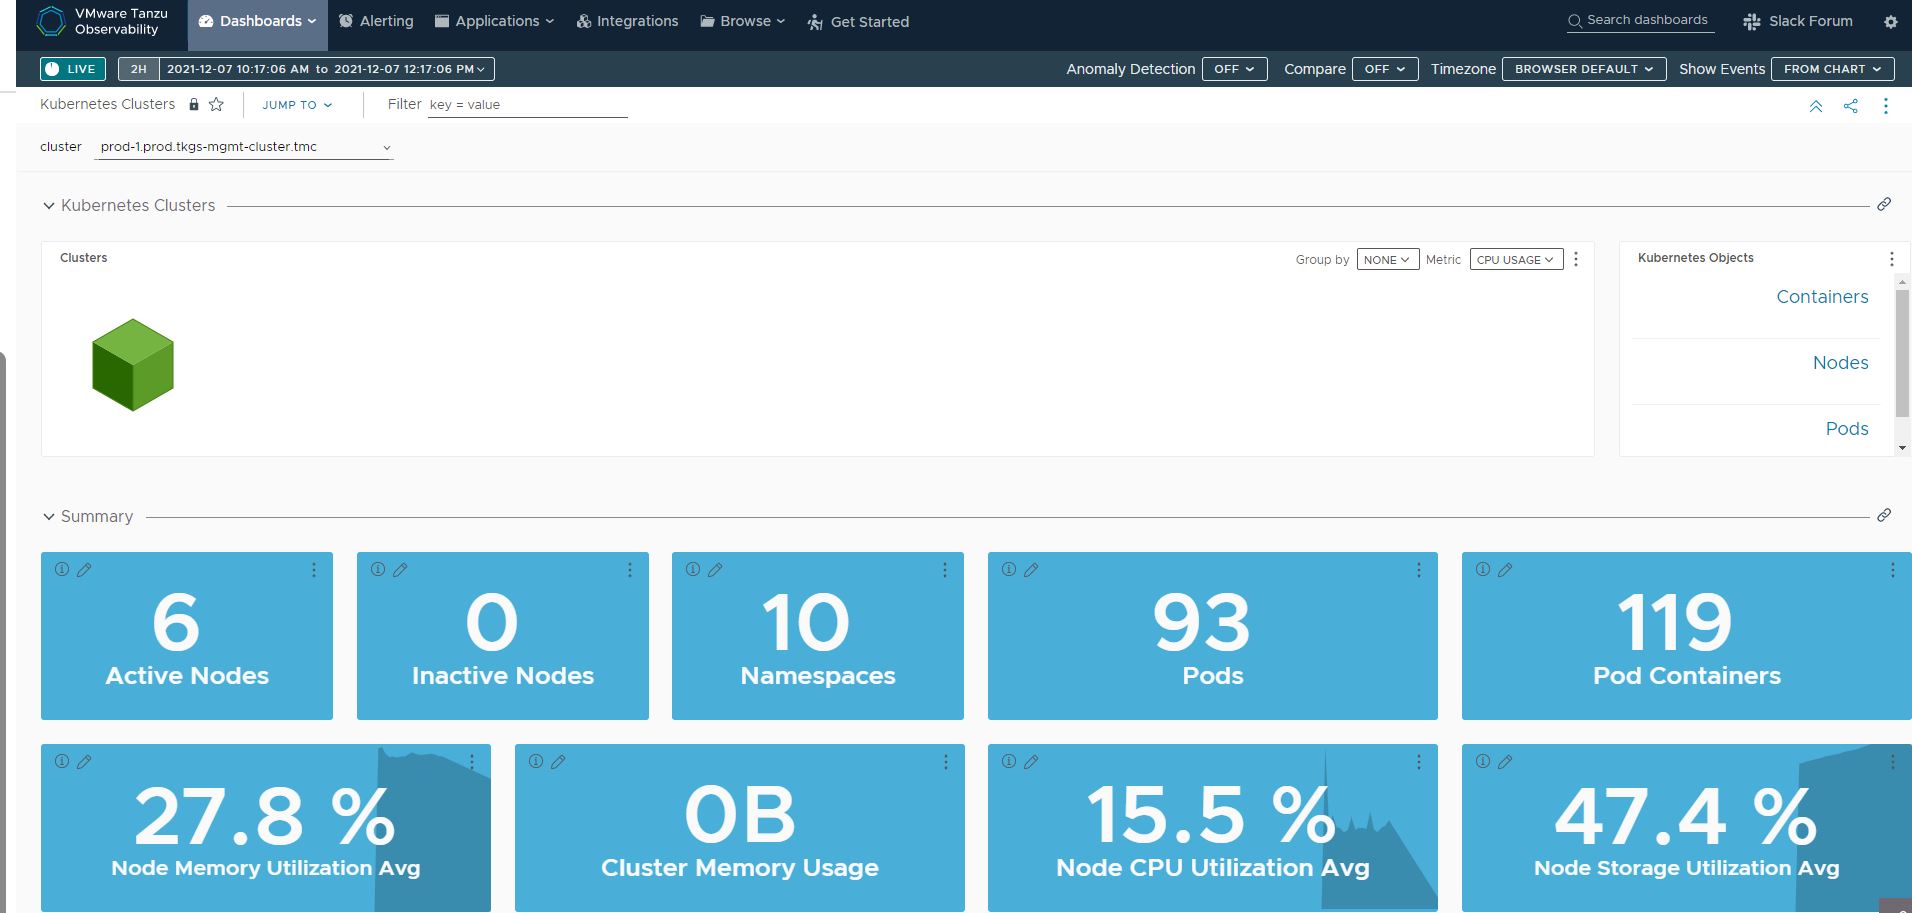 VMware Tanzu
Observability
Dashboards
Alerting
Applications
Integrations
Browse
Get Started
Search dashboards
Slack Forum
LIVE
2H
2021-12-07 10:17:06 AM to 2021-12-07 12:17:06 PM
Anomaly Detection
OFF
Compare
OFF
Timezone
BROWSER DEFAULT
Show Events
FROM CHART
Kubernetes Clusters
JUMP TO
Filter
key = value
cluster
prod-1.prod.tkgs-mgmt-cluster.tmc
Kubernetes Clusters
Clusters
Group by
NONE
Metric
CPU USAGE
Kubernetes Objects
Containers
Nodes
Pods
Summary
6
Active Nodes
0
Inactive Nodes
10
Namespaces
93
Pods
119
Pod Containers
27.8 %
Node Memory Utilization Avg
0B
Cluster Memory Usage
15.5 %
Node CPU Utilization Avg
47.4 %
Node Storage Utilization Avg